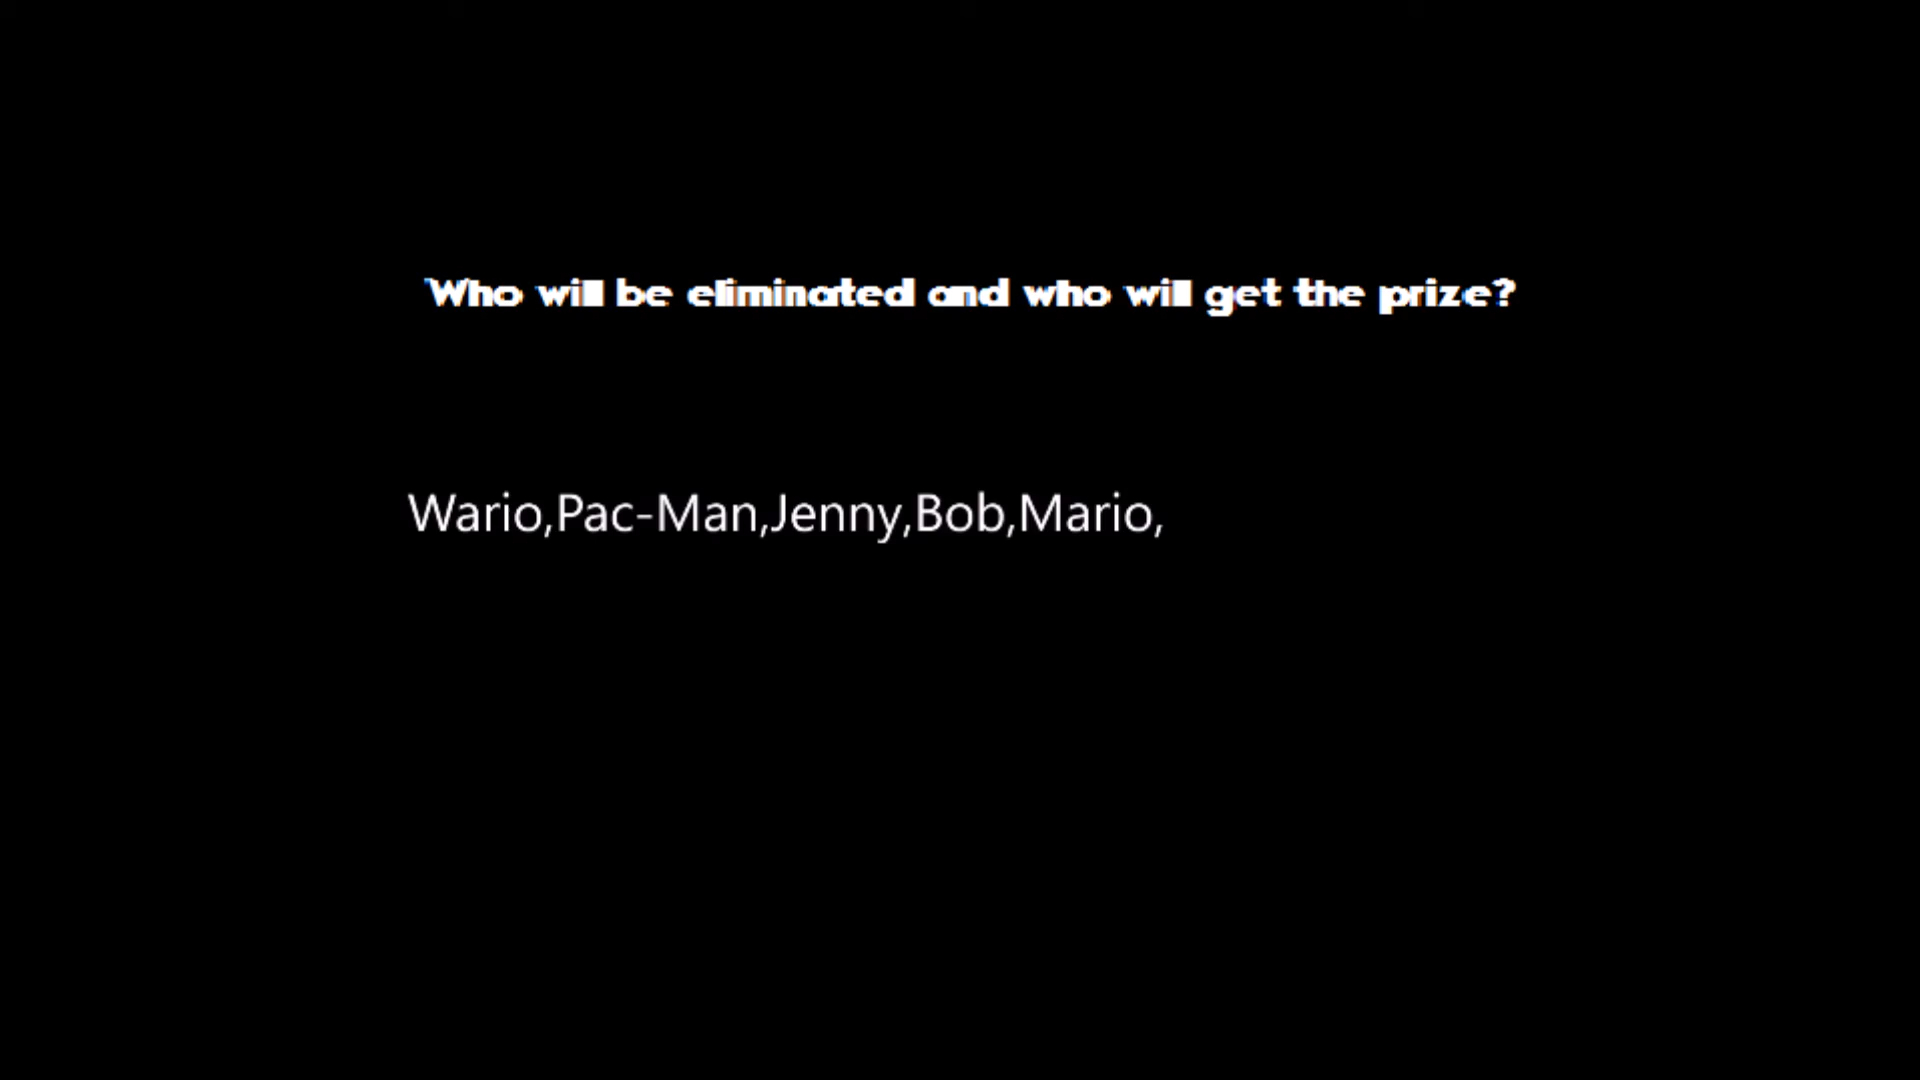 Who will be eliminated and who will get the prize?
Wario,Pac-Man,Jenny,Bob,Mario,